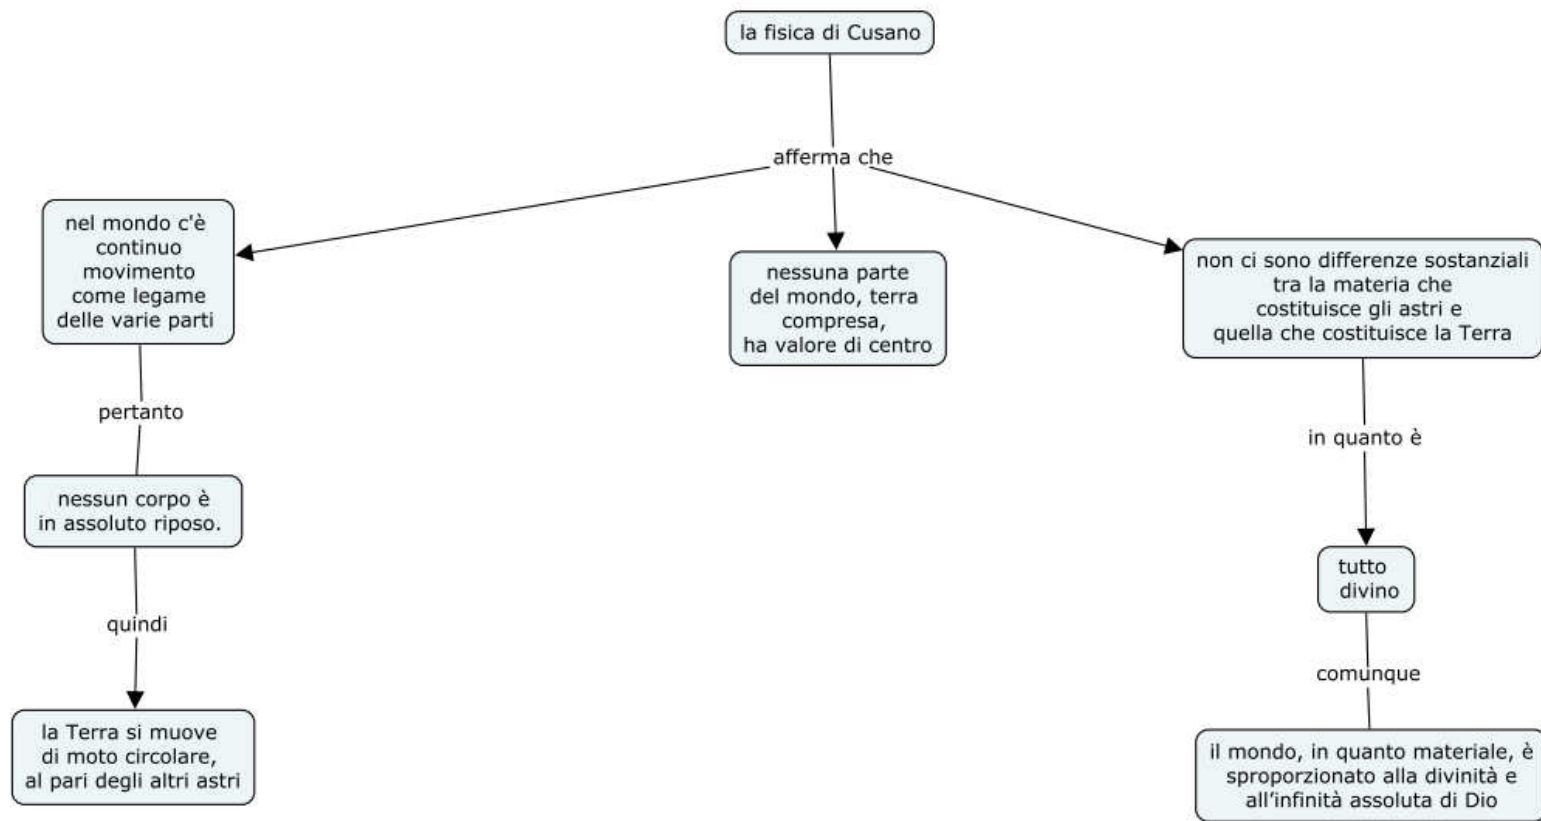 la fisica di Cusano
afferma che
nel mondo c'è
continuo
movimento
come legame
delle varie parti
pertanto
nessun corpo è
in assoluto riposo.
quindi
la Terra si muove
di moto circolare,
al pari degli altri astri
nessuna parte
del mondo, terra
compresa,
ha valore di centro
non ci sono differenze sostanziali
tra la materia che
costituisce gli astri e
quella che costituisce la Terra
in quanto è
tutto
divino
comunque
il mondo, in quanto materiale, è
sproporzionato alla divinità e
all'infinità assoluta di Dio